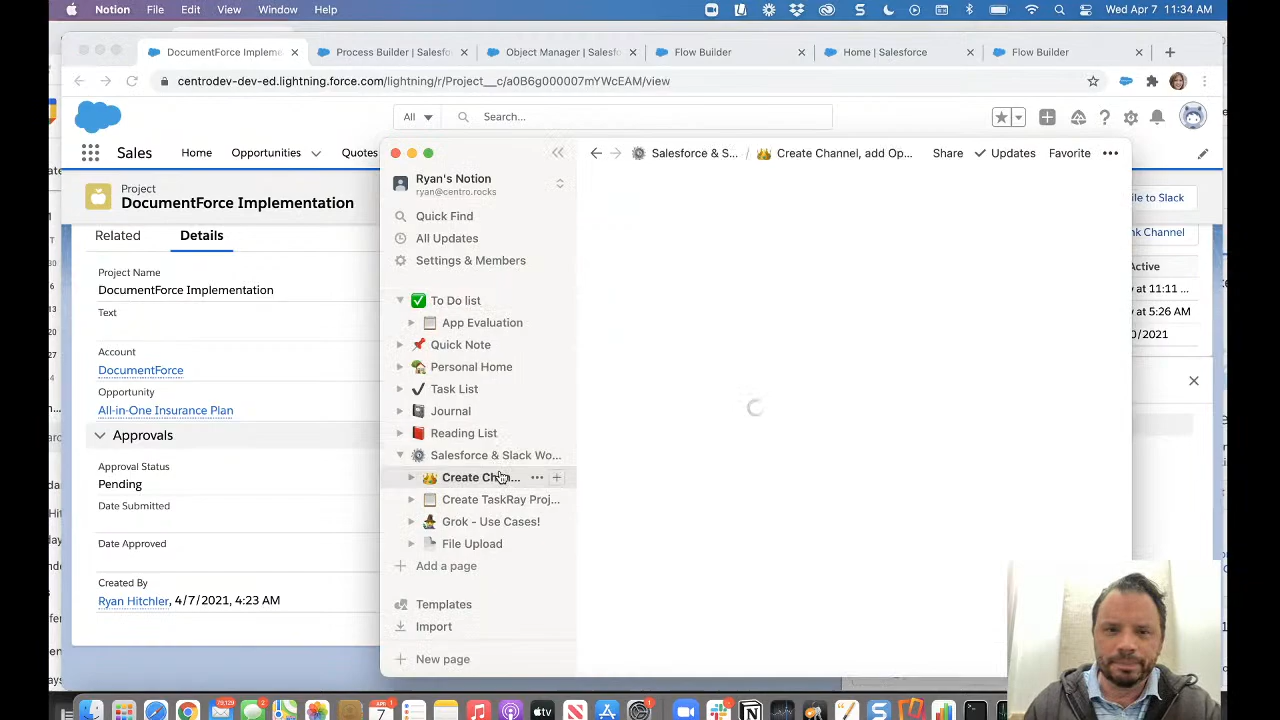 Notion File Edit View Window Help
Wed Apr 7 11:34 AM
DocumentForce Impleme
Process Builder | Salesf
Object Manager | Salesfo
Flow Builder
Home | Salesforce
Flow Builder
centrodev-dev-ed.lightning.force.com/lightning/r/Project__c/a0B6g000007mYWcEAM/view
All
Search...
Sales
Home
Opportunities
Quotes
Project
DocumentForce Implementation
Related
Details
Project Name
DocumentForce Implementation
Text
Account
DocumentForce
Opportunity
All-in-One Insurance Plan
Approvals
Approval Status
Pending
Date Submitted
Date Approved
Created By
Ryan Hitchler, 4/7/2021, 4:23 AM
Ryan's Notion
ryan@centro.rocks
Quick Find
All Updates
Settings & Members
To Do list
App Evaluation
Quick Note
Personal Home
Task List
Journal
Reading List
Salesforce & Slack Wo...
Create Cha...
Create TaskRay Proj...
Grok - Use Cases!
File Upload
Add a page
Templates
Import
New page
Salesforce & S... / Create Channel, add Op...
Share
Updates
Favorite
ile to Slack
nk Channel
Active
y at 11:11 ...
y at 5:26 AM
0/2021